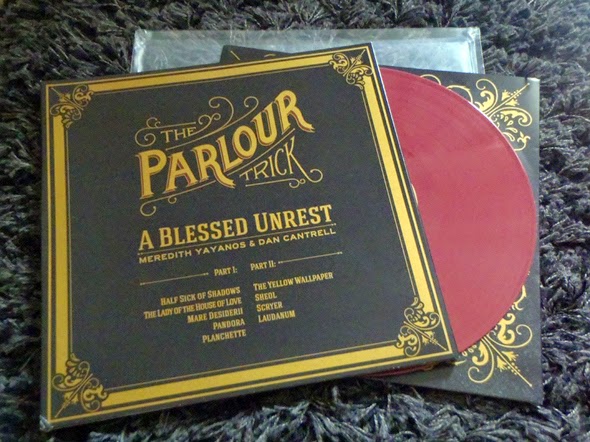 THE
PARLOUR
TRICK
A BLESSED UNREST
MEREDITH YAYANOS & DAN CANTRELL
PART I:
HALF SICK OF SHADOWS
THE LADY OF THE HOUSE OF LOVE
MARE DESIDERII
PANDORA
PLANCHETTE
PART II:
THE YELLOW WALLPAPER
SHEOL
SCRYER
LAUDANUM